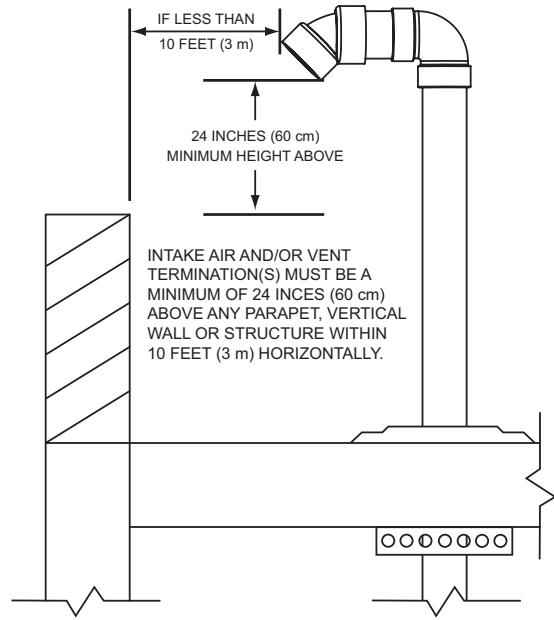 IF LESS THAN
10 FEET (3 m)
24 INCHES (60 cm)
MINIMUM HEIGHT ABOVE
INTAKE AIR AND/OR VENT
TERMINATION(S) MUST BE A
MINIMUM OF 24 INCES (60 cm)
ABOVE ANY PARAPET, VERTICAL
WALL OR STRUCTURE WITHIN
10 FEET (3 m) HORIZONTALLY.